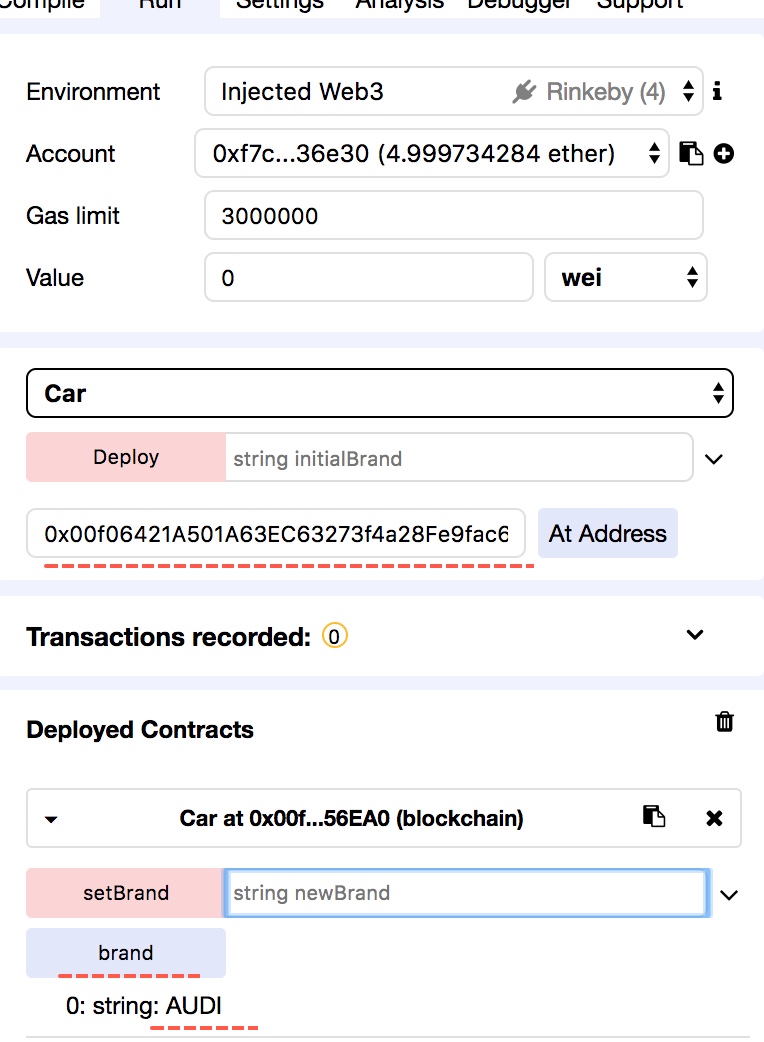 Compile Run Settings Analysis Debugger Support
Environment Injected Web3 Rinkeby (4)
Account 0xf7c...36e30 (4.999734284 ether)
Gas limit 3000000
Value 0 wei
Car
Deploy string initialBrand
0x00f06421A501A63EC63273f4a28Fe9fac6 At Address
Transactions recorded: 0
Deployed Contracts
Car at 0x00f...56EA0 (blockchain)
setBrand string newBrand
brand
0: string: AUDI